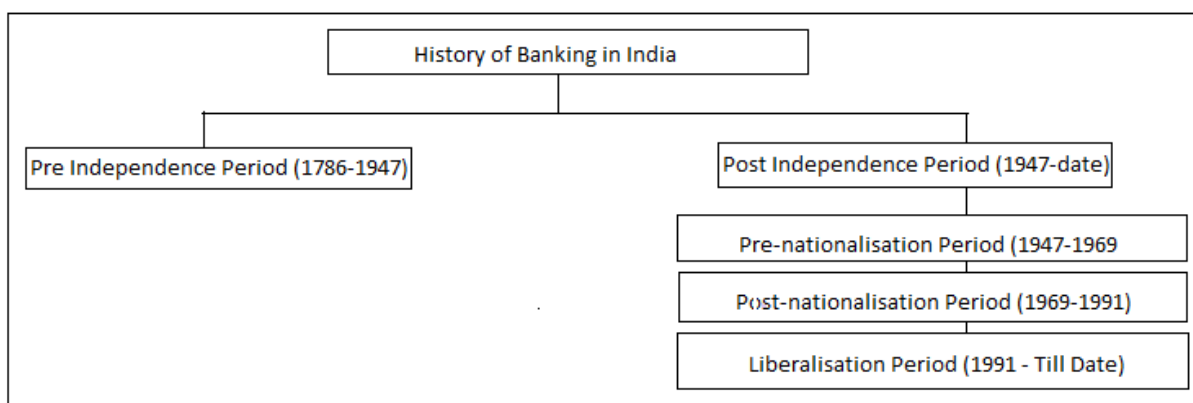 History of Banking in India
Pre Independence Period (1786-1947)
Post Independence Period (1947-date)
Pre-nationalisation Period (1947-1969
Post-nationalisation Period (1969-1991)
Liberalisation Period (1991 - Till Date)